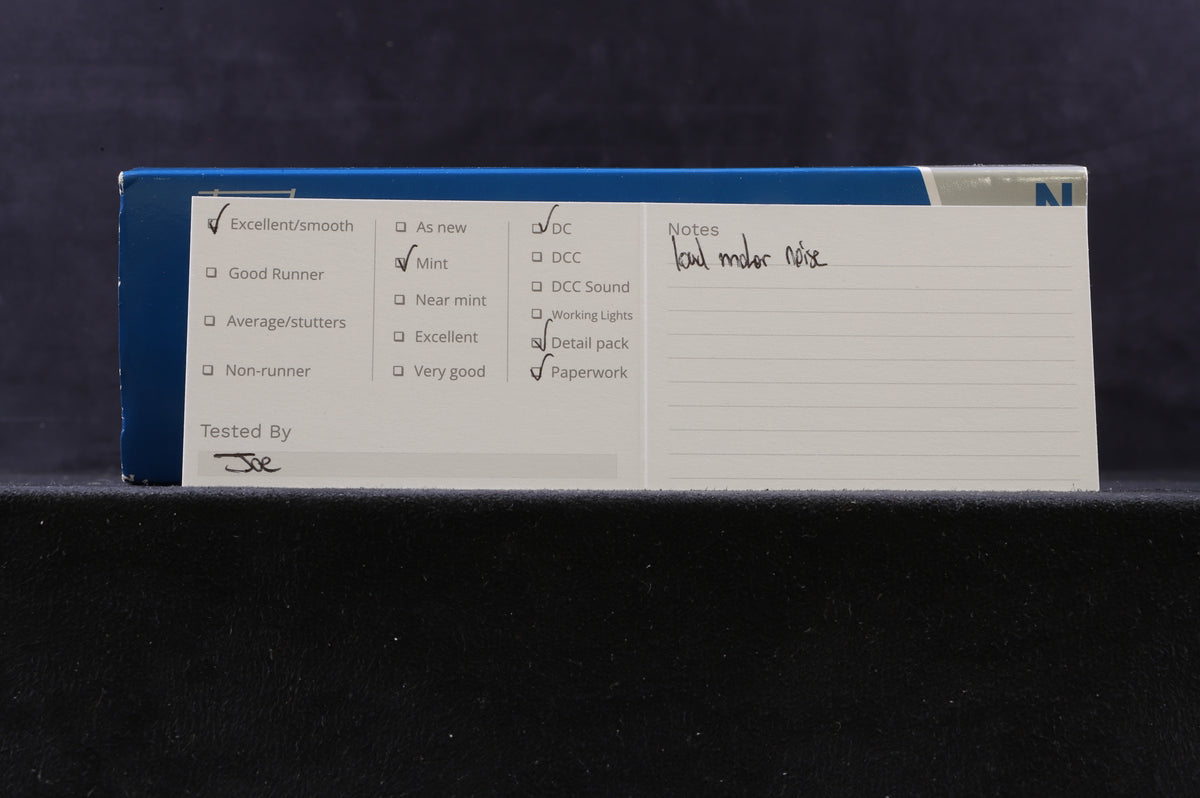 N
Excellent/smooth
Good Runner
Average/stutters
Non-runner
As new
Mint
Near mint
Excellent
Very good
DC
DCC
DCC Sound
Working Lights
Detail pack
Paperwork
Tested By
Joe
Notes
loud motor noise